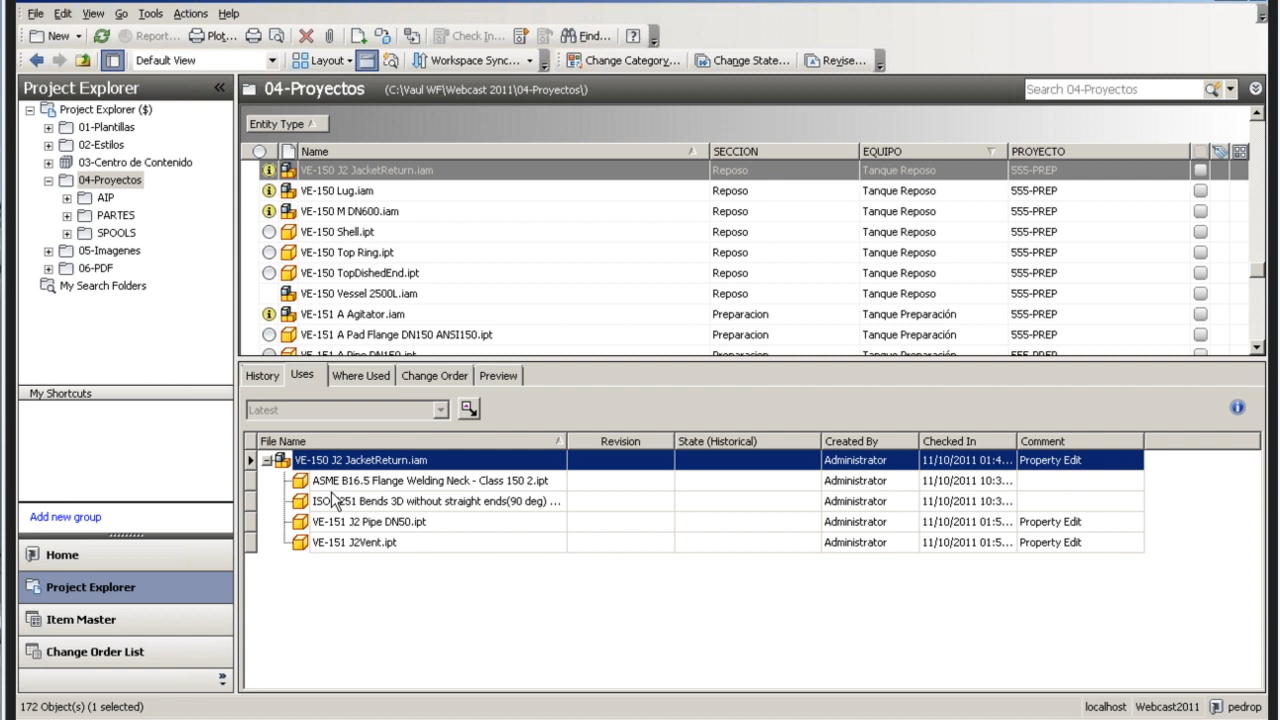 File Edit View Go Tools Actions Help
New Report... Plot... Check In... Find...
Default View Layout Workspace Sync... Change Category... Change State... Revise...
Project Explorer
Project Explorer ($)
01-Plantillas
02-Estilos
03-Centro de Contenido
04-Proyectos
AIP
PARTES
SPOOLS
05-Imagenes
06-PDF
My Search Folders
My Shortcuts
Add new group
Home
Project Explorer
Item Master
Change Order List
04-Proyectos (C:\Vaul WF\Webcast 2011\04-Proyectos\) Search 04-Proyectos
Entity Type
Name SECCION EQUIPO PROYECTO
VE-150 J2 JacketReturn.iam Reposo Tanque Reposo 555-PREP
VE-150 Lug.iam Reposo Tanque Reposo 555-PREP
VE-150 M DN600.iam Reposo Tanque Reposo 555-PREP
VE-150 Shell.ipt Reposo Tanque Reposo 555-PREP
VE-150 Top Ring.ipt Reposo Tanque Reposo 555-PREP
VE-150 TopDishedEnd.ipt Reposo Tanque Reposo 555-PREP
VE-150 Vessel 2500L.iam Reposo Tanque Reposo 555-PREP
VE-151 A Agitator.iam Preparacion Tanque Preparación 555-PREP
VE-151 A Pad Flange DN150 ANSI150.ipt Preparacion Tanque Preparación 555-PREP
VE-151 A Pipe DN150.ipt Preparacion Tanque Preparación 555-PREP
History Uses Where Used Change Order Preview
Latest
File Name Revision State (Historical) Created By Checked In Comment
VE-150 J2 JacketReturn.iam Administrator 11/10/2011 01:4... Property Edit
ASME B16.5 Flange Welding Neck - Class 150 2.ipt Administrator 11/10/2011 10:3...
251 Bends 3D without straight ends(90 deg) ... Administrator 11/10/2011 10:3...
VE-151 J2 Pipe DN50.ipt Administrator 11/10/2011 01:5... Property Edit
VE-151 J2Vent.ipt Administrator 11/10/2011 01:5... Property Edit
172 Object(s) (1 selected) localhost Webcast2011 pedrop